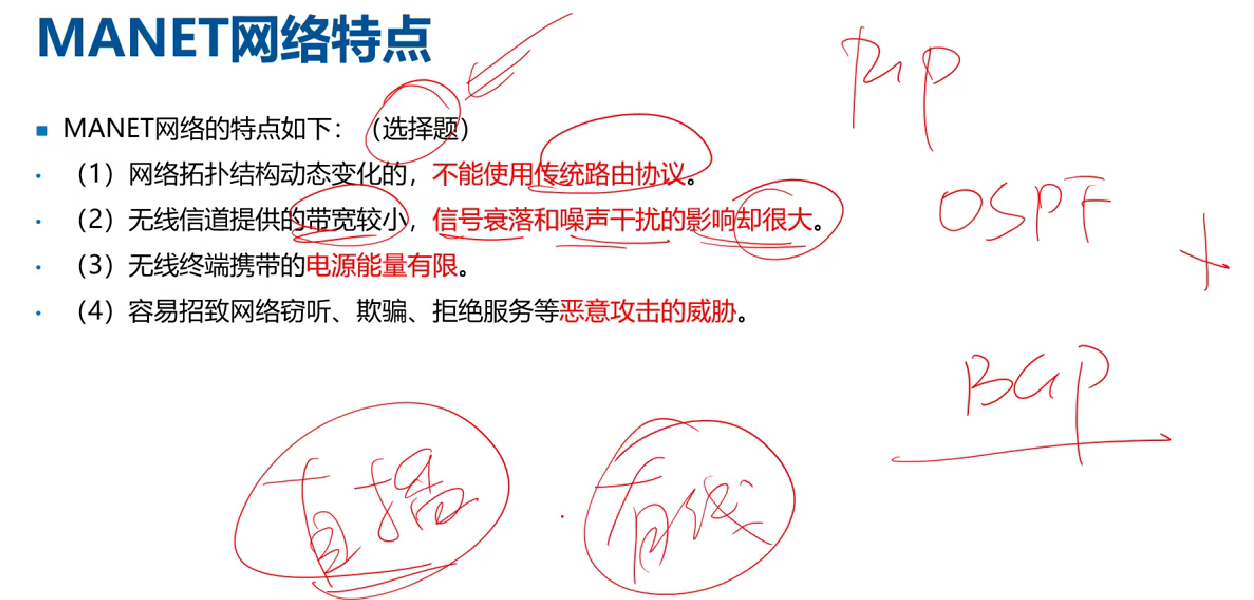 MANET网络特点
MANET网络的特点如下：（选择题）
（1）网络拓扑结构动态变化的，不能使用传统路由协议。
（2）无线信道提供的带宽较小，信号衰落和噪声干扰的影响却很大。
（3）无线终端携带的电源能量有限。
（4）容易招致网络窃听、欺骗、拒绝服务等恶意攻击的威胁。
RIP
OSPF
BGP
直播
有线